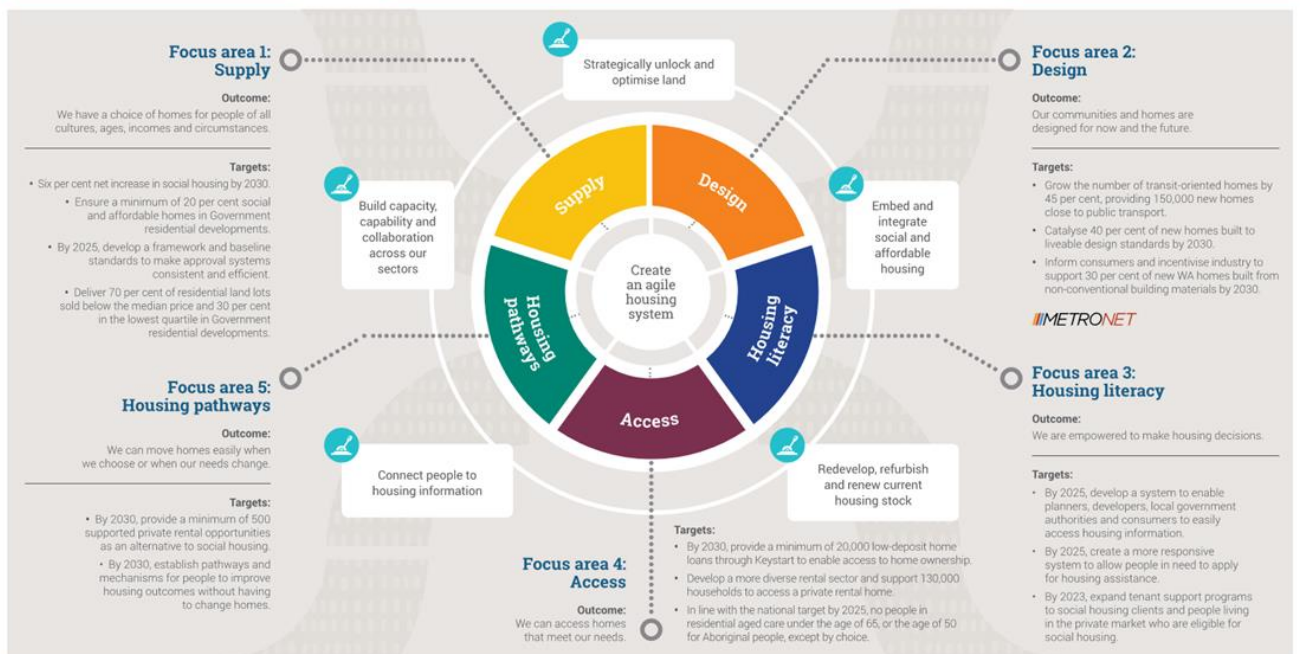 Focus area 1:
Supply
Outcome:
We have a choice of homes for people of all
cultures, ages, incomes and circumstances.
Targets:
• Six per cent net increase in social housing by 2030.
• Ensure a minimum of 20 per cent social
and affordable homes in Government
residential developments.
• By 2025, develop a framework and baseline
standards to make approval systems
consistent and efficient.
• Deliver 70 per cent of residential land lots
sold below the median price and 30 per cent
in the lowest quartile in Government
residential developments.
Strategically unlock and
optimise land
Focus area 2:
Design
Outcome:
Our communities and homes are
designed for now and the future.
Targets:
• Grow the number of transit-oriented homes by
45 per cent, providing 150,000 new homes
close to public transport.
• Catalyse 40 per cent of new homes built to
liveable design standards by 2030.
• Inform consumers and incentivise industry to
support 30 per cent of new WA homes built from
non-conventional building materials by 2030.
METRONET
Build capacity,
capability and
collaboration
across our
sectors
Supply
Design
Embed and
integrate
social and
affordable
housing
Create
an agile
housing
system
Housing
pathways
Housing
literacy
Access
Focus area 5:
Housing pathways
Outcome:
We can move homes easily when
we choose or when our needs change.
Targets:
• By 2030, provide a minimum of 500
supported private rental opportunities
as an alternative to social housing.
• By 2030, establish pathways and
mechanisms for people to improve
housing outcomes without having
to change homes.
Connect people to
housing information
Redevelop, refurbish
and renew current
housing stock
Focus area 4:
Access
Outcome:
We can access homes
that meet our needs.
Targets:
• By 2030, provide a minimum of 20,000 low-deposit home
loans through Keystart to enable access to home ownership.
• Develop a more diverse rental sector and support 130,000
households to access a private rental home.
• In line with the national target by 2025, no people in
residential aged care under the age of 65, or the age of 50
for Aboriginal people, except by choice.
Focus area 3:
Housing literacy
Outcome:
We are empowered to make housing decisions.
Targets:
• By 2025, develop a system to enable
planners, developers, local government
authorities and consumers to easily
access housing information.
• By 2025, create a more responsive
system to allow people in need to apply
for housing assistance.
• By 2023, expand tenant support programs
to social housing clients and people living
in the private market who are eligible for
social housing.